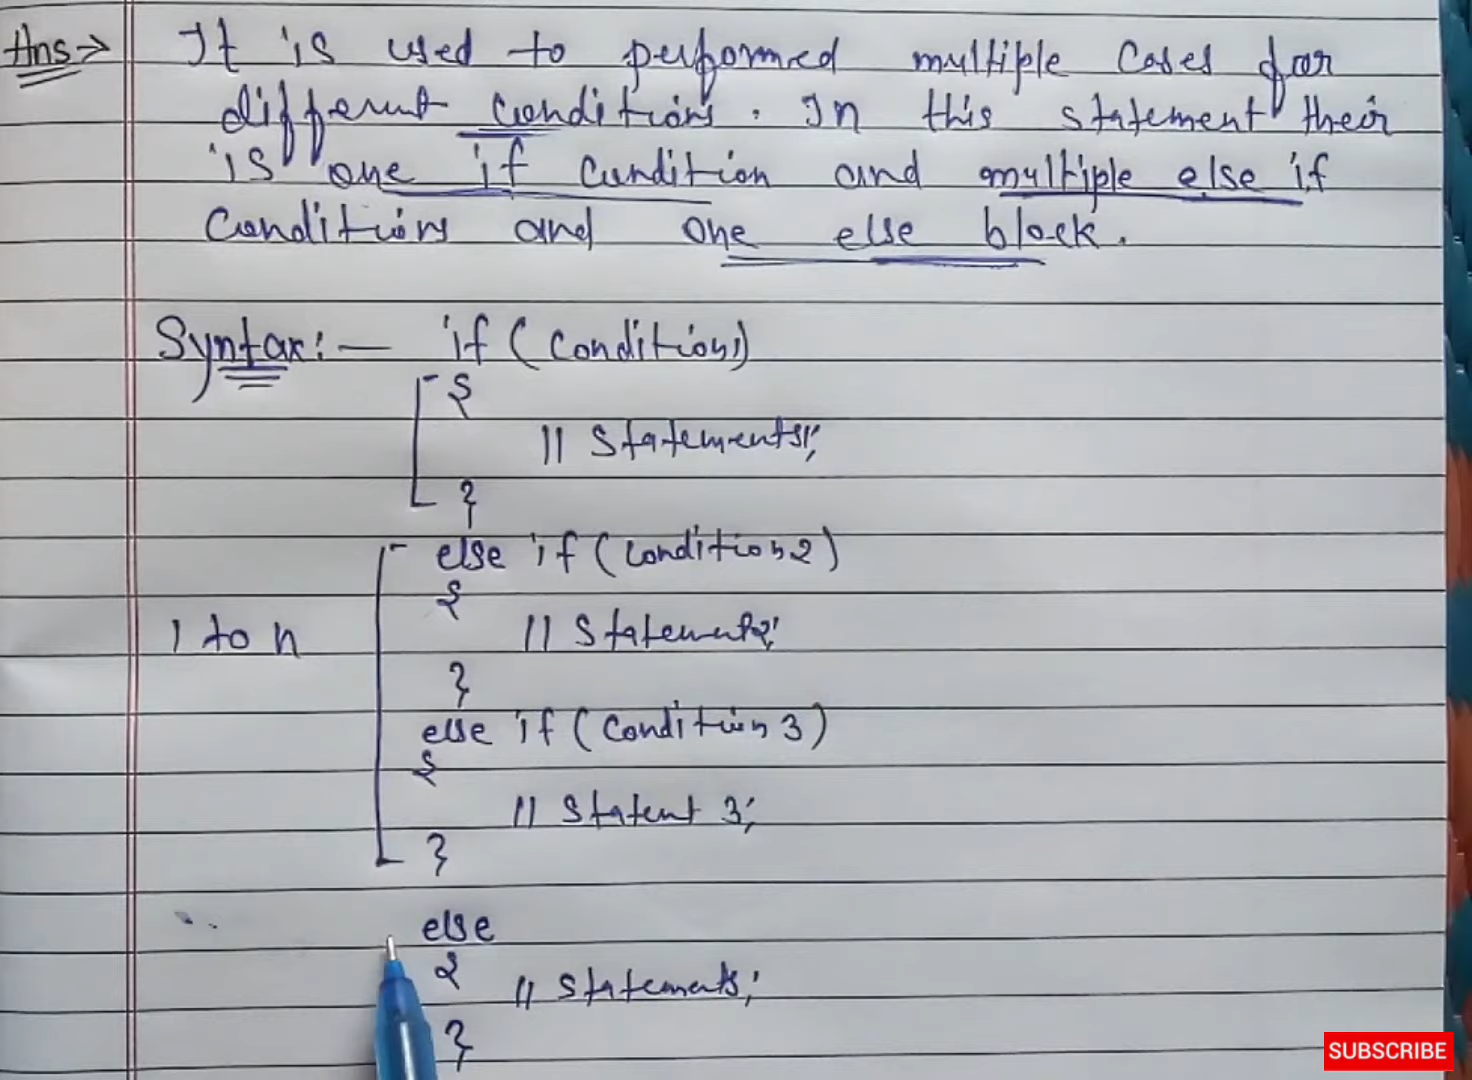 Ans→ It is used to performed multiple cases for
different conditions. In this statement their
is one if condition and multiple else if
conditions and one else block.
Syntax:— if (condition1)
{
// Statements1;
}
else if (condition2)
{
1 to n // Statement2;
}
else if (condition 3)
{
// Statent 3;
}
else
{ // Statements;
}
SUBSCRIBE